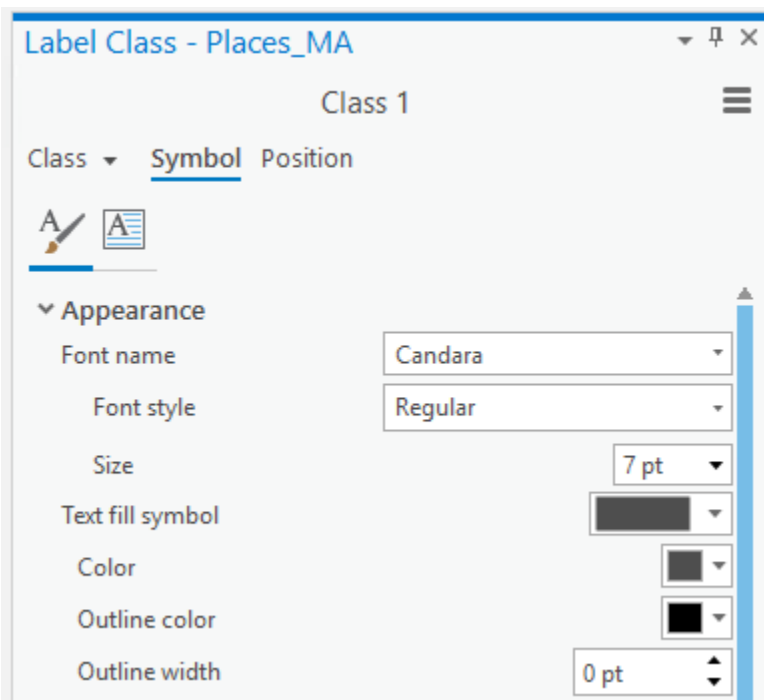 Label Class - Places_MA
Class 1
Class Symbol Position
A A
Appearance
Font name Candara
Font style Regular
Size 7 pt
Text fill symbol
Color
Outline color
Outline width 0 pt